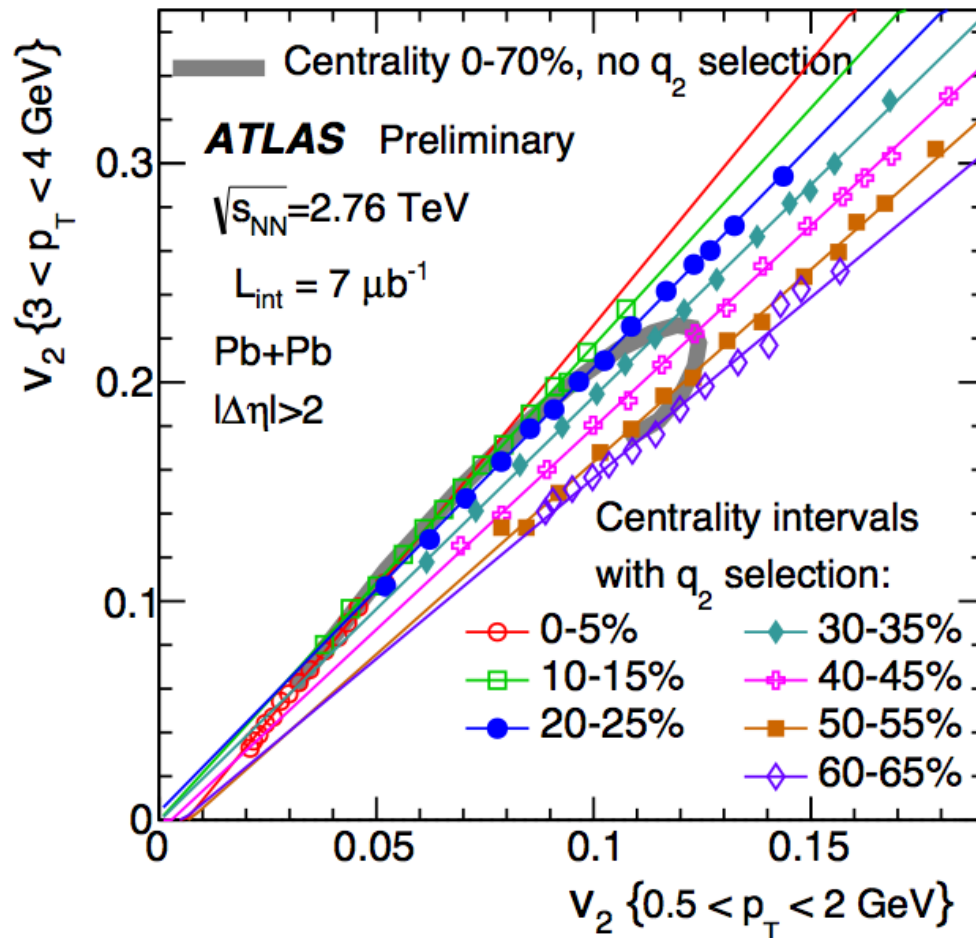 Centrality 0-70%, no q₂ selection
ATLAS Preliminary
√sNN=2.76 TeV
Lint = 7 μb⁻¹
Pb+Pb
|Δη|>2
v₂ {3 < pT < 4 GeV}
0.3
0.2
0.1
0
Centrality intervals
with q₂ selection:
0-5%
10-15%
20-25%
30-35%
40-45%
50-55%
60-65%
0 0.05 0.1 0.15
v₂ {0.5 < pT < 2 GeV}